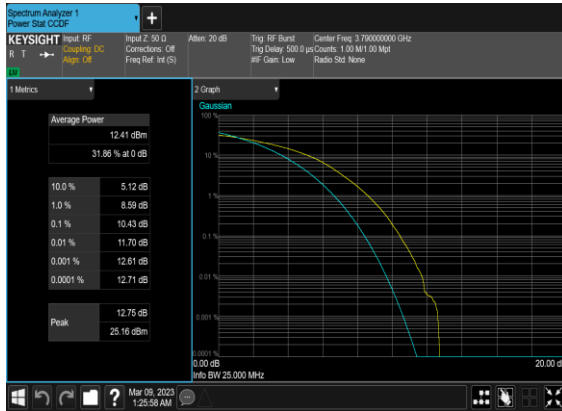 Spectrum Analyzer 1
Power Stat CCDF
+
KEYSIGHT
R T
LXI
Input: RF
Coupling: DC
Align: Off
Input Z: 50 Ω
Corrections: Off
Freq Ref: Int (S)
Atten: 20 dB
Trig: RF Burst
Trig Delay: 500.0 µs
#IF Gain: Low
Center Freq: 3.790000000 GHz
Counts: 1.00 M/1.00 Mpt
Radio Std: None
1 Metrics
Average Power
12.41 dBm
31.86 % at 0 dB
10.0 % 5.12 dB
1.0 % 8.59 dB
0.1 % 10.43 dB
0.01 % 11.70 dB
0.001 % 12.61 dB
0.0001 % 12.71 dB
Peak
12.75 dB
25.16 dBm
2 Graph
Gaussian
100 %
10 %
1 %
0.1 %
0.01 %
0.001 %
0.0001 %
0.00 dB
20.00 d
Info BW 25.000 MHz
?
Mar 09, 2023
1:25:58 AM